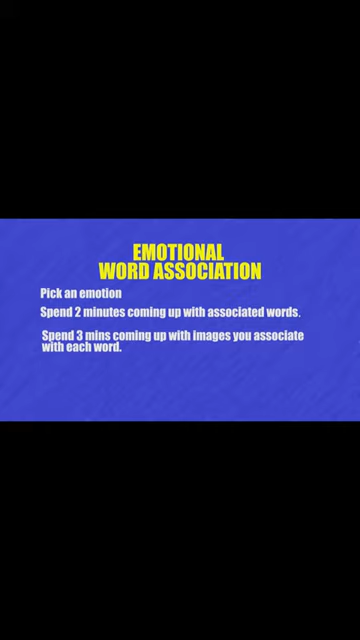 EMOTIONAL
WORD ASSOCIATION
Pick an emotion
Spend 2 minutes coming up with associated words.
Spend 3 mins coming up with images you associate
with each word.